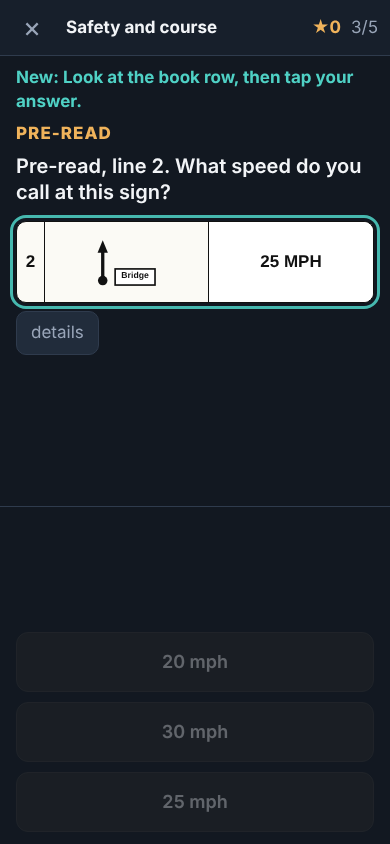 ✕ Safety and course ★0 3/5
New: Look at the book row, then tap your
answer.
PRE-READ
Pre-read, line 2. What speed do you
call at this sign?
2 Bridge 25 MPH
details
20 mph
30 mph
25 mph